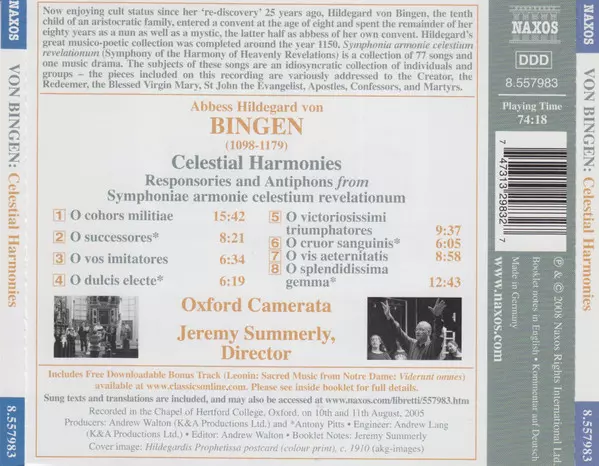 NAXOS
VON BINGEN: Celestial Harmonies
8.557983
Now enjoying cult status since her ‘re-discovery’ 25 years ago, Hildegard von Bingen, the tenth
child of an aristocratic family, entered a convent at the age of eight and spent the remainder of her
eighty years as a nun as well as a mystic, the latter half as abbess of her own convent. Hildegard’s
great musico-poetic collection was completed around the year 1150. Symphonia armonie celestium
revelationum (Symphony of the Harmony of Heavenly Revelations) is a collection of 77 songs and
one music drama. The subjects of these songs are an idiosyncratic collection of individuals and
groups – the pieces included on this recording are variously addressed to the Creator, the
Redeemer, the Blessed Virgin Mary, St John the Evangelist, Apostles, Confessors, and Martyrs.
Abbess Hildegard von
BINGEN
(1098-1179)
Celestial Harmonies
Responsories and Antiphons from
Symphoniae armonie celestium revelationum
1 O cohors militiae 15:42
2 O successores* 8:21
3 O vos imitatores 6:34
4 O dulcis electe* 6:19
5 O victoriosissimi
triumphatores 9:37
6 O cruor sanguinis* 6:05
7 O vis aeternitatis 8:58
8 O splendidissima
gemma* 12:43
Oxford Camerata
Jeremy Summerly,
Director
Includes Free Downloadable Bonus Track (Leonin: Sacred Music from Notre Dame: Viderunt omnes)
available at www.classicsonline.com. Please see inside booklet for full details.
Sung texts and translations are included, and may also be accessed at www.naxos.com/libretti/557983.htm
Recorded in the Chapel of Hertford College, Oxford, on 10th and 11th August, 2005
Producers: Andrew Walton (K&A Productions Ltd.) and *Antony Pitts • Engineer: Andrew Lang
(K&A Productions Ltd.) • Editor: Andrew Walton • Booklet Notes: Jeremy Summerly
Cover image: Hildegardis Prophetissa postcard (colour print), c. 1910 (akg-images)
NAXOS
DDD
8.557983
Playing Time
74:18
7 47313 29832 7
www.naxos.com
Made in Germany
Booklet notes in English • Kommentar auf Deutsch
℗ & © 2008 Naxos Rights International Ltd.
NAXOS
VON BINGEN: Celestial Harmonies
8.557983